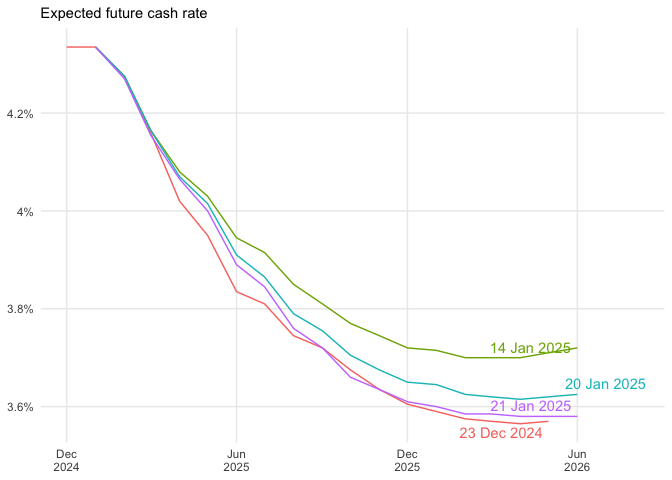 Expected future cash rate
4.2%
4%
3.8%
3.6%
14 Jan 2025
20 Jan 2025
21 Jan 2025
23 Dec 2024
Dec
2024
Jun
2025
Dec
2025
Jun
2026